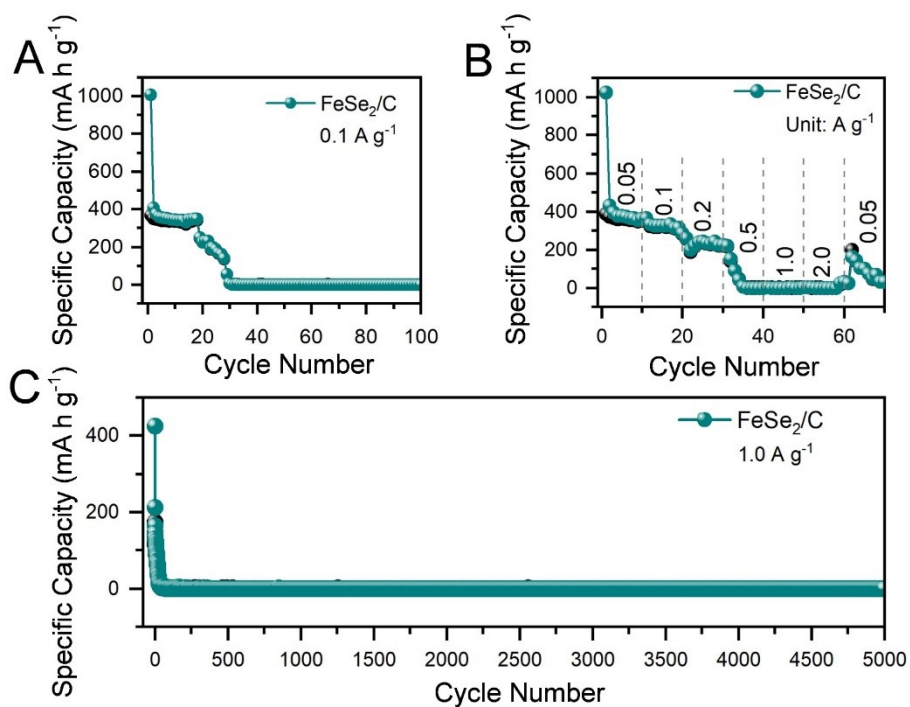 A
Specific Capacity (mA h g⁻¹)
1000
800
600
400
200
0
FeSe₂/C
0.1 A g⁻¹
0 20 40 60 80 100
Cycle Number
B
Specific Capacity (mA h g⁻¹)
1000
800
600
400
200
0
FeSe₂/C
Unit: A g⁻¹
0.05 0.1 0.2 0.5 1.0 2.0 0.05
0 20 40 60
Cycle Number
C
Specific Capacity (mA h g⁻¹)
400
200
0
FeSe₂/C
1.0 A g⁻¹
0 500 1000 1500 2000 2500 3000 3500 4000 4500 5000
Cycle Number